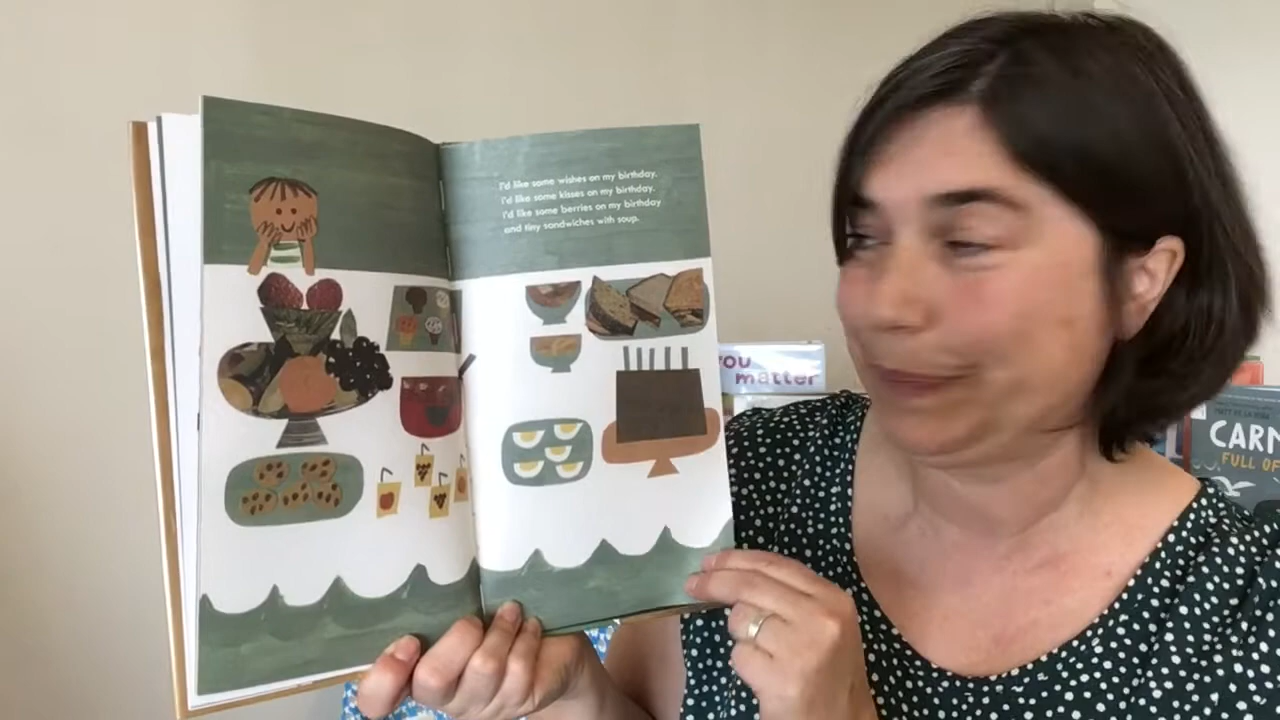 I'd like some wishes on my birthday.
I'd like some kisses on my birthday.
I'd like some berries on my birthday
and tiny sandwiches with soup.
you
matter
CARM
FULL OF